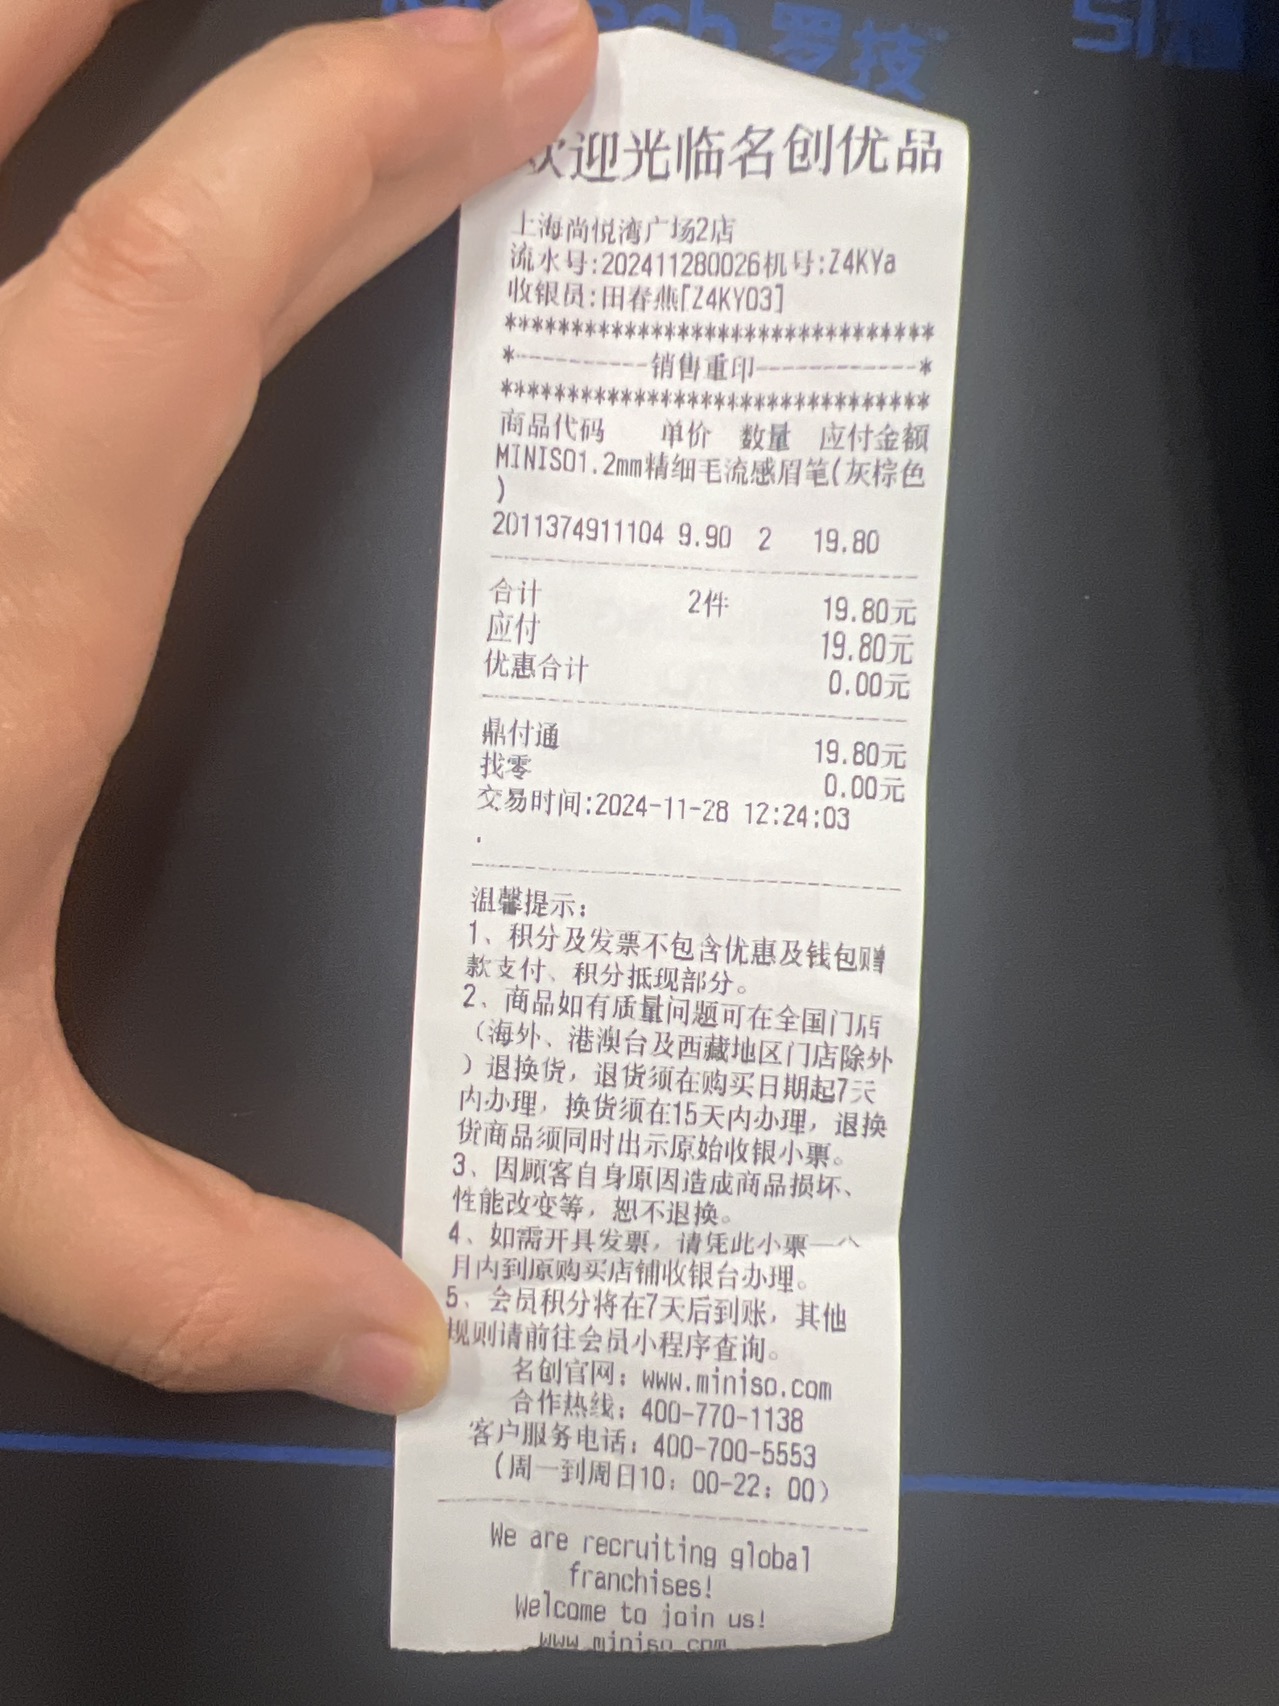 罗技
欢迎光临名创优品
上海尚悦湾广场2店
流水号:202411280026机号:Z4KYa
收银员:田春燕[Z4KY03]
*********************************
*----------销售重印------------*
*********************************
商品代码 单价 数量 应付金额
MINISO1.2mm精细毛流感眉笔(灰棕色
)
2011374911104 9.90 2 19.80
合计 2件 19.80元
应付 19.80元
优惠合计 0.00元
鼎付通 19.80元
找零 0.00元
交易时间:2024-11-28 12:24:03
.
温馨提示：
1、积分及发票不包含优惠及钱包赠
款支付、积分抵现部分。
2、商品如有质量问题可在全国门店
（海外、港澳台及西藏地区门店除外
）退换货，退货须在购买日期起7天
内办理，换货须在15天内办理，退换
货商品须同时出示原始收银小票。
3、因顾客自身原因造成商品损坏、
性能改变等，恕不退换。
4、如需开具发票，请凭此小票一个
月内到原购买店铺收银台办理。
5、会员积分将在7天后到账，其他
规则请前往会员小程序查询。
名创官网：www.miniso.com
合作热线：400-770-1138
客户服务电话：400-700-5553
(周一到周日10：00-22：00)
We are recruiting global
franchises!
Welcome to join us!
www.miniso.com